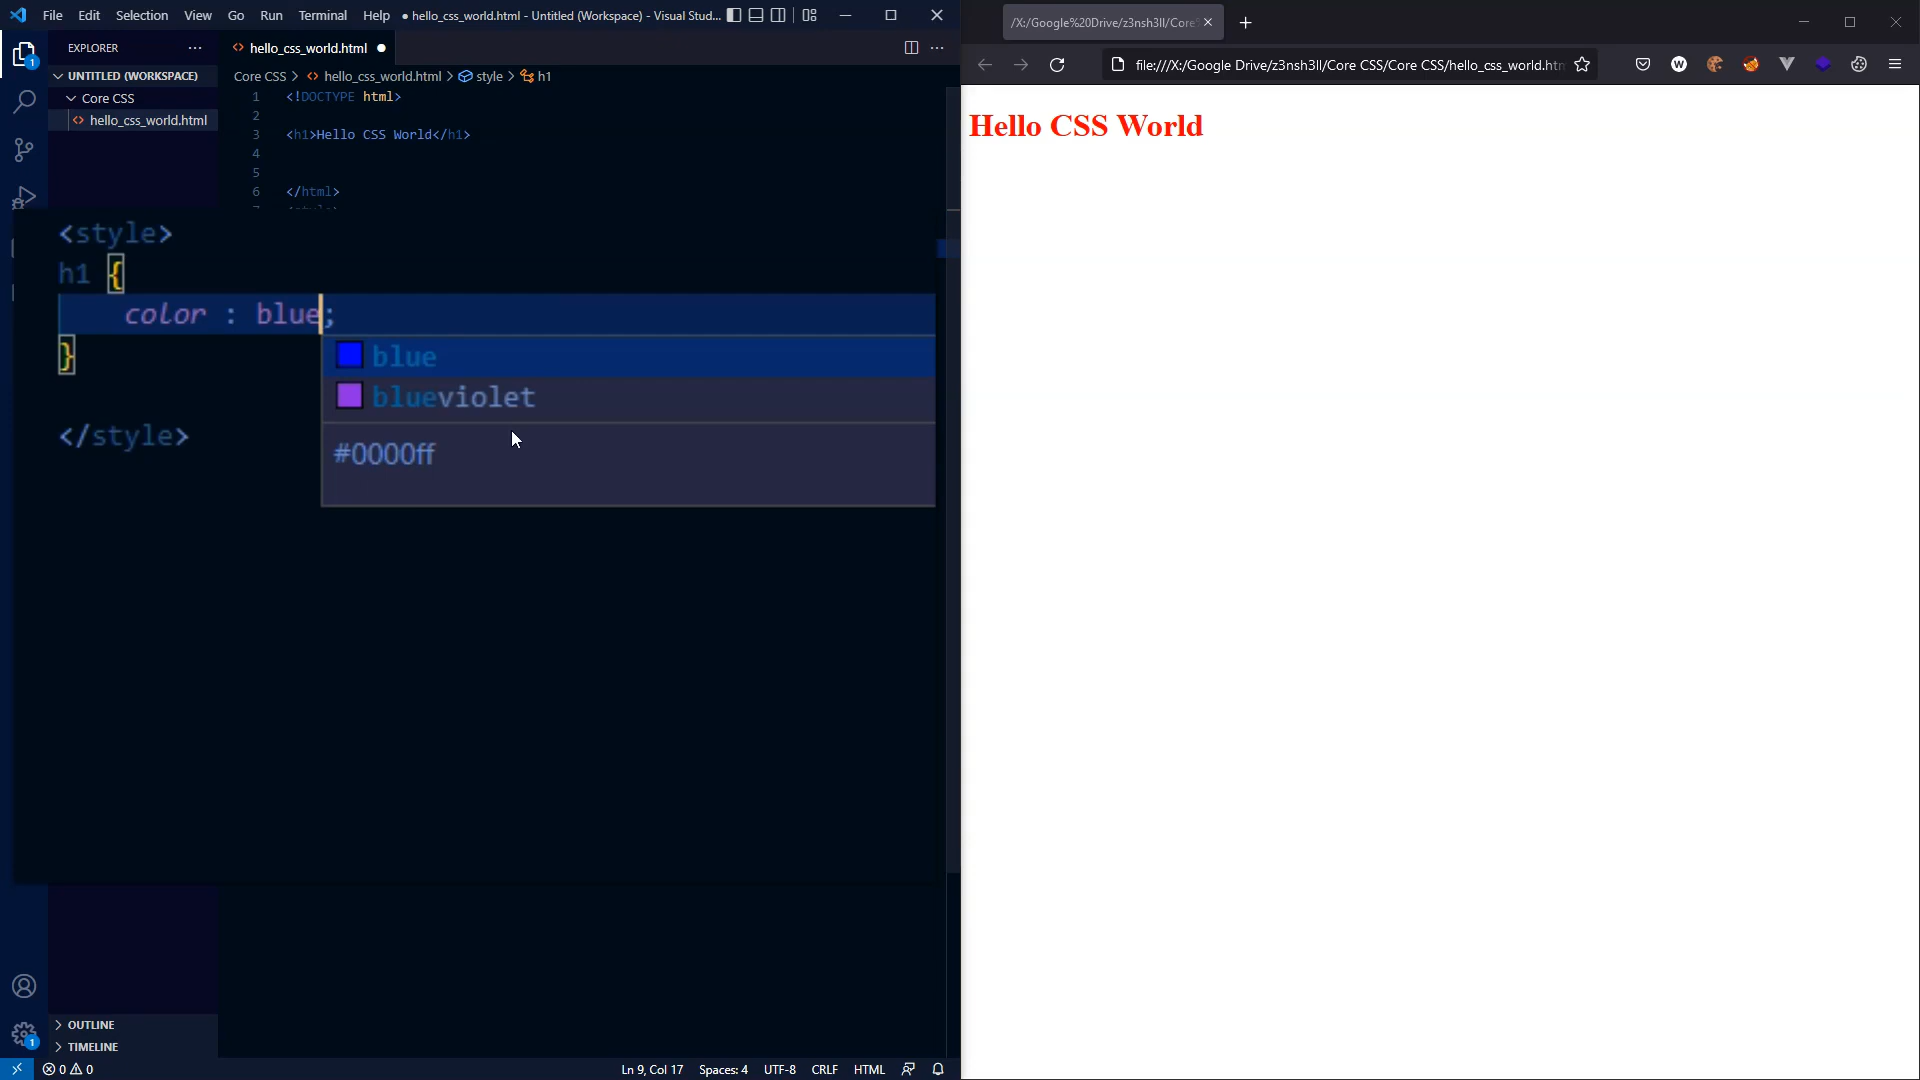 File Edit Selection View Go Run Terminal Help ● hello_css_world.html - Untitled (Workspace) - Visual Stud...
EXPLORER
UNTITLED (WORKSPACE)
Core CSS
hello_css_world.html
hello_css_world.html
Core CSS > hello_css_world.html > style > h1
1 <!DOCTYPE html>
2
3 <h1>Hello CSS World</h1>
4
5
6 </html>
<style>
h1 {
color : blue;
}
</style>
blue
blueviolet
#0000ff
1
1
OUTLINE
TIMELINE
0 0
Ln 9, Col 17 Spaces: 4 UTF-8 CRLF HTML
/X:/Google%20Drive/z3nsh3ll/Core
file:///X:/Google Drive/z3nsh3ll/Core CSS/Core CSS/hello_css_world.htm
W
Hello CSS World